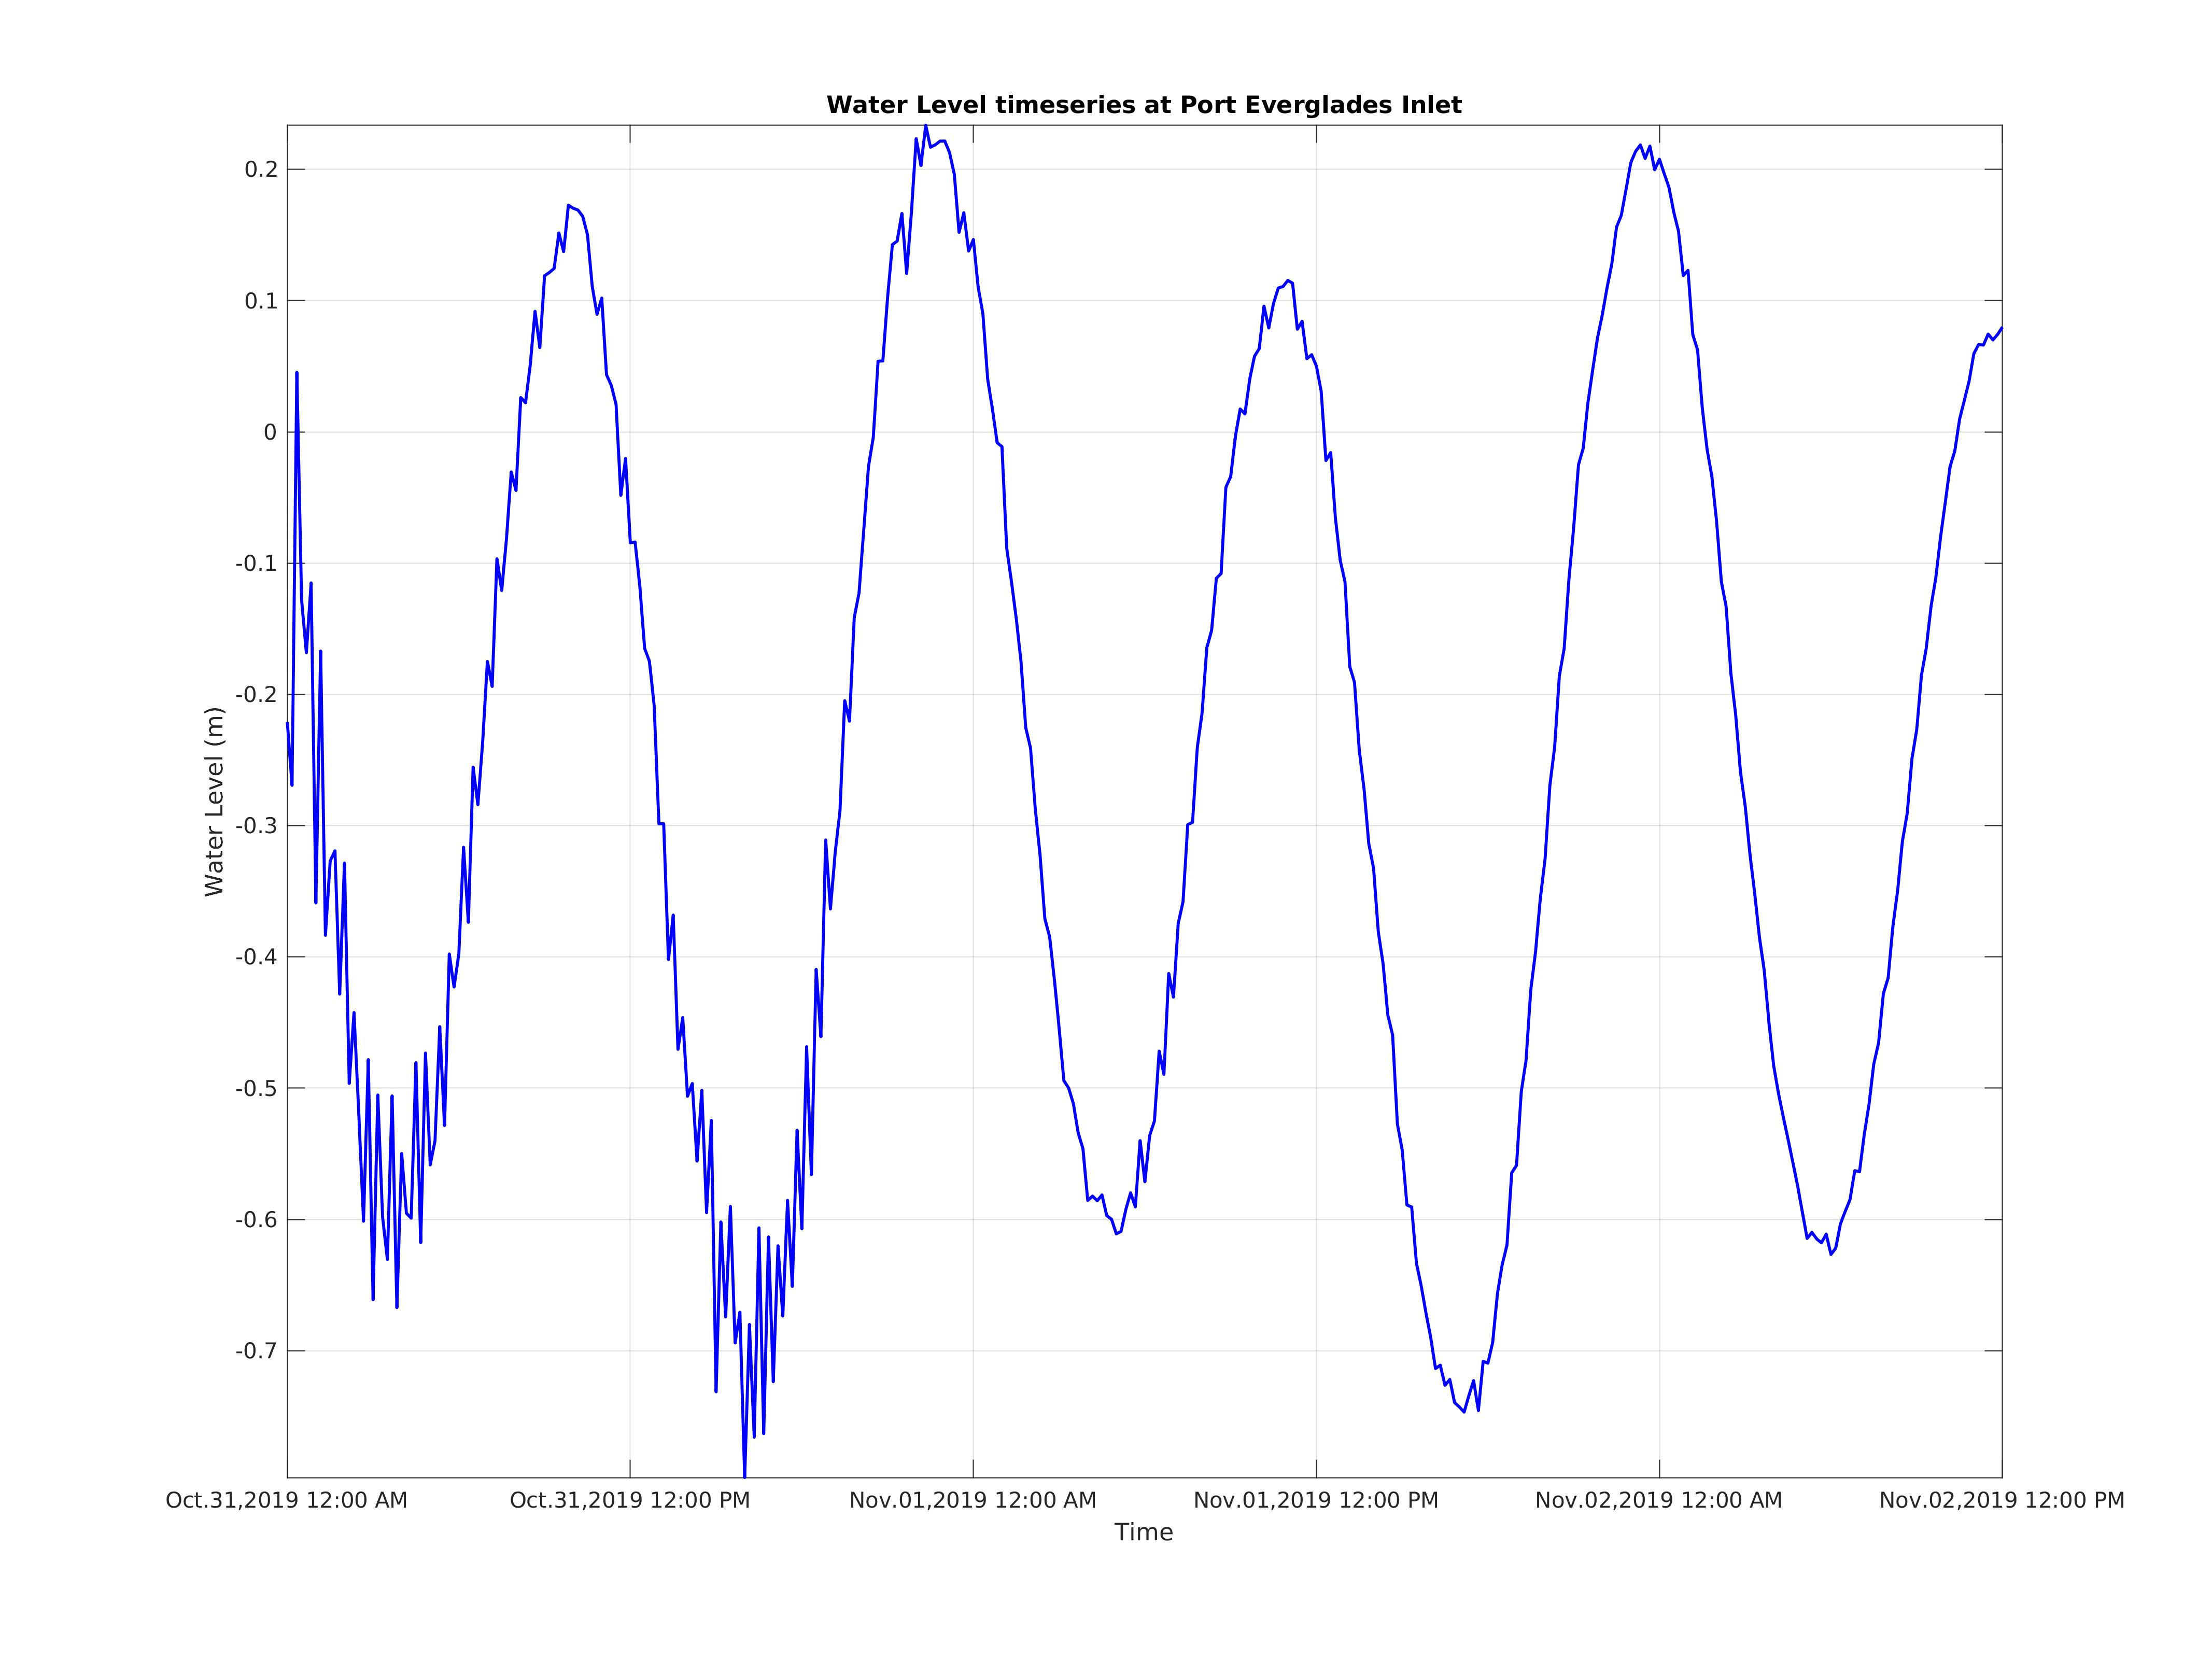 Water Level timeseries at Port Everglades Inlet
0.2
0.1
0
-0.1
-0.2
-0.3
-0.4
-0.5
-0.6
-0.7
Water Level (m)
Oct.31,2019 12:00 AM Oct.31,2019 12:00 PM Nov.01,2019 12:00 AM Nov.01,2019 12:00 PM Nov.02,2019 12:00 AM Nov.02,2019 12:00 PM
Time